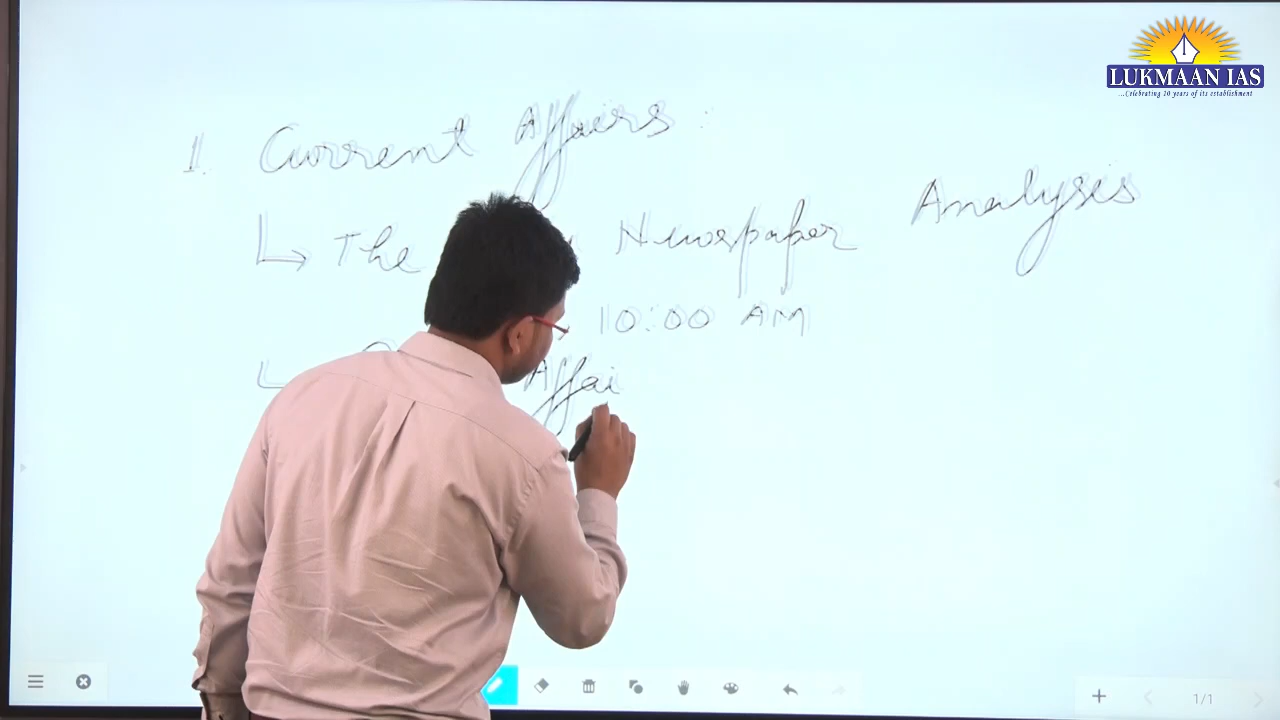 LUKMAAN IAS
...Celebrating 10 years of its establishment
1. Current Affairs :
↳ The Newspaper Analysis
10:00 AM
↳ Affai
1/1